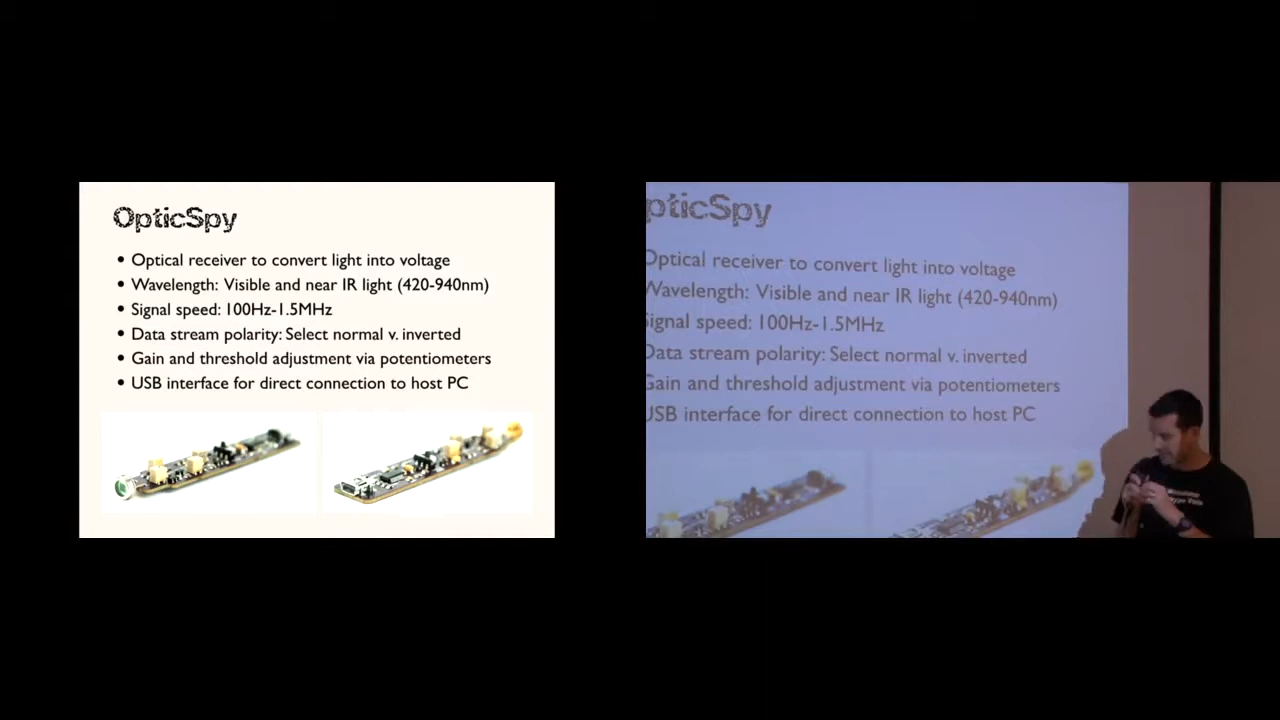 OpticSpy
• Optical receiver to convert light into voltage
• Wavelength: Visible and near IR light (420-940nm)
• Signal speed: 100Hz-1.5MHz
• Data stream polarity: Select normal v. inverted
• Gain and threshold adjustment via potentiometers
• USB interface for direct connection to host PC
pticSpy
Optical receiver to convert light into voltage
Wavelength: Visible and near IR light (420-940nm)
Signal speed: 100Hz-1.5MHz
Data stream polarity: Select normal v. inverted
Gain and threshold adjustment via potentiometers
USB interface for direct connection to host PC